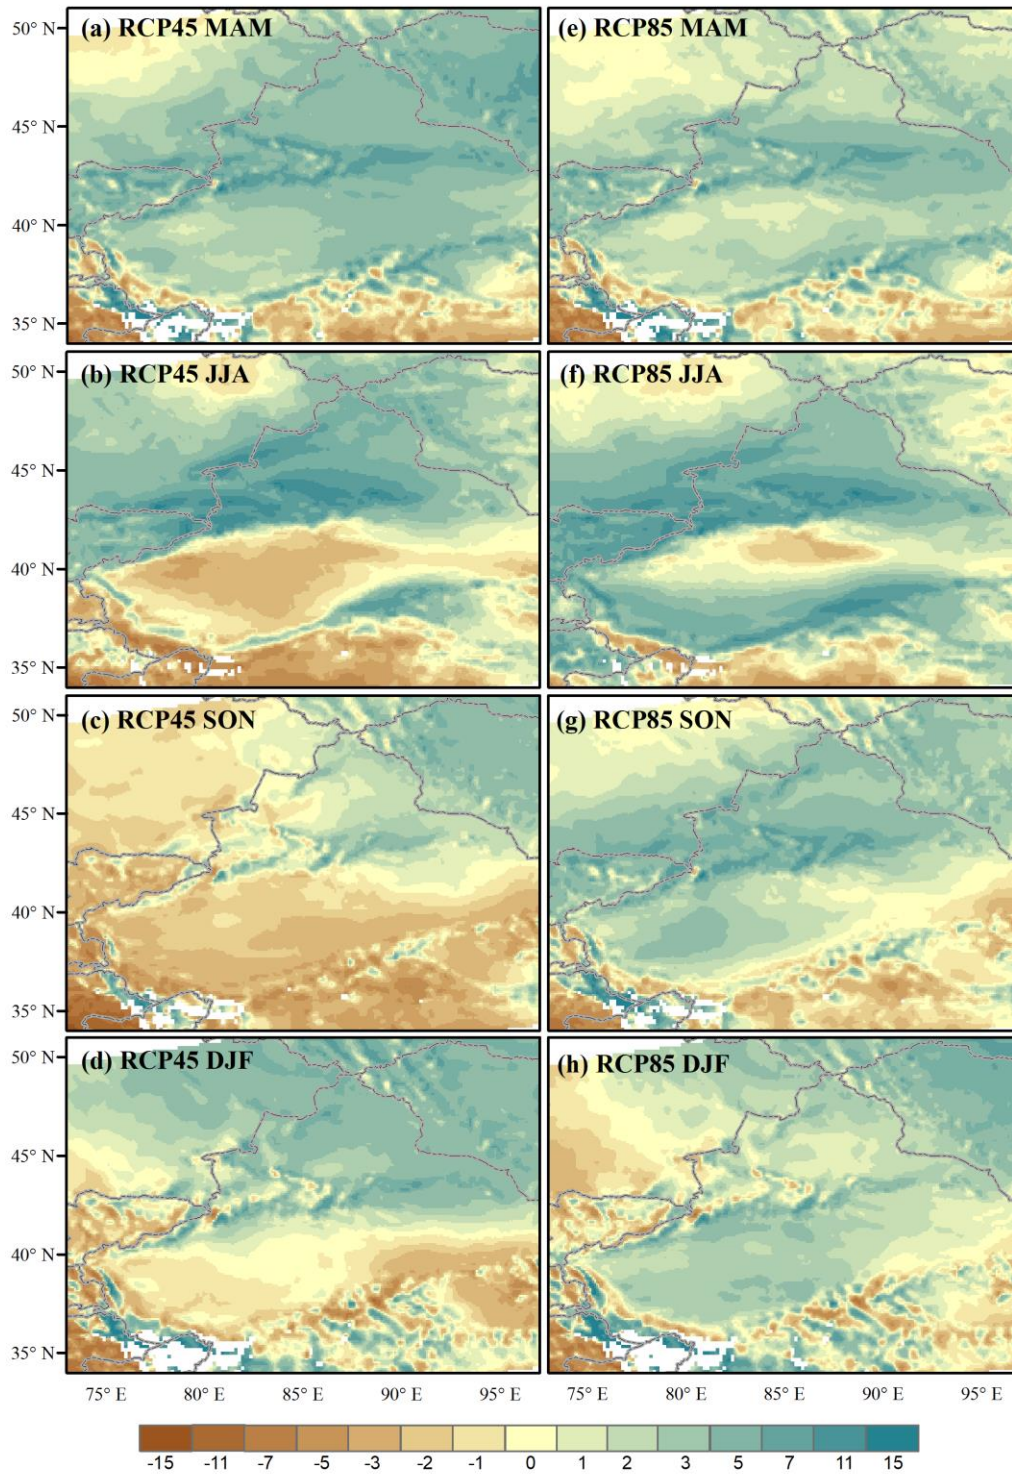 (a) RCP45 MAM
(e) RCP85 MAM
50° N
45° N
40° N
35° N
(b) RCP45 JJA
(f) RCP85 JJA
50° N
45° N
40° N
35° N
(c) RCP45 SON
(g) RCP85 SON
50° N
45° N
40° N
35° N
(d) RCP45 DJF
(h) RCP85 DJF
50° N
45° N
40° N
35° N
75° E 80° E 85° E 90° E 95° E 75° E 80° E 85° E 90° E 95° E
-15 -11 -7 -5 -3 -2 -1 0 1 2 3 5 7 11 15